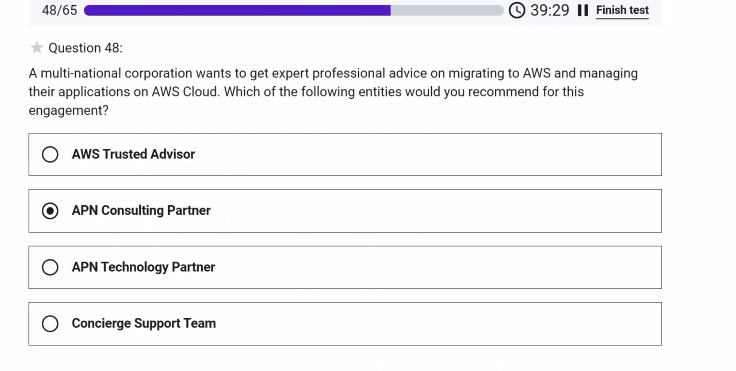 48/65 39:29 Finish test
Question 48:
A multi-national corporation wants to get expert professional advice on migrating to AWS and managing
their applications on AWS Cloud. Which of the following entities would you recommend for this
engagement?
AWS Trusted Advisor
APN Consulting Partner
APN Technology Partner
Concierge Support Team